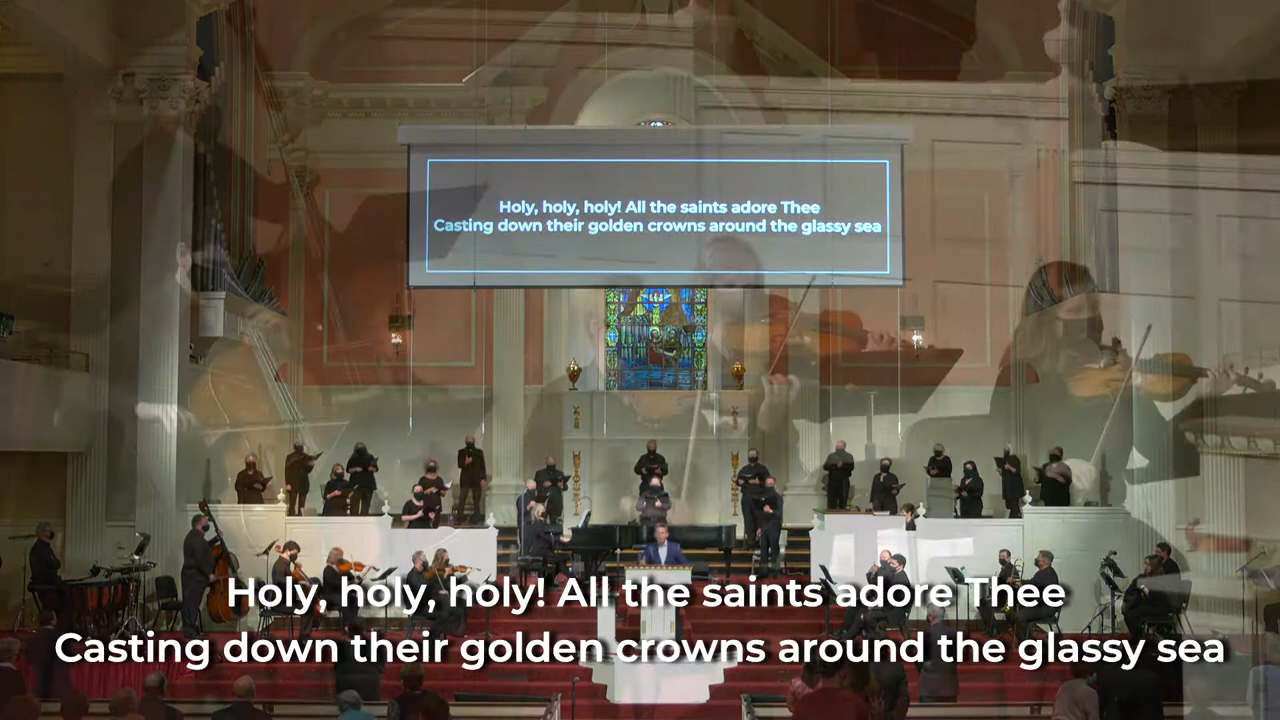 Holy, holy, holy! All the saints adore Thee
Casting down their golden crowns around the glassy sea
Holy, holy, holy! All the saints adore Thee
Casting down their golden crowns around the glassy sea